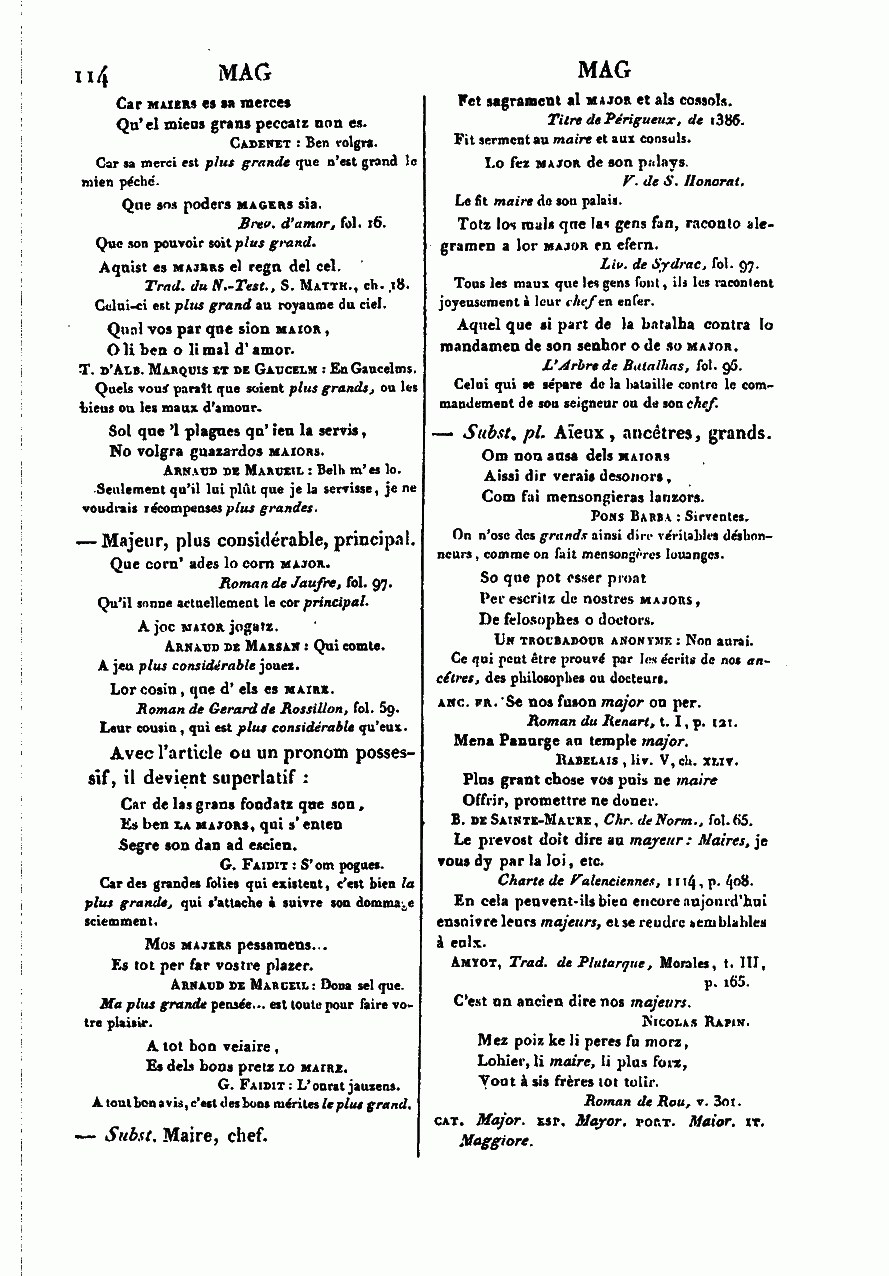 114 MAG MAG
Car MAIERS es sa merces
Qu'el miens grans peccatz non es.
CADENET : Ben volgra.
Car sa merci est plus grande que n'est grand le
mien péché.
Que sos poders MAGERS sia.
Brev. d'amor, fol. 16.
Que son pouvoir soit plus grand.
Aquist es MAJERS el regn del cel.
Trad. du N.-Test., S. MATTH., ch. 18.
Celui-ci est plus grand au royaume du ciel.
Qual vos par que sion MAIOR,
O li ben o li mal d'amor.
T. D'ALB. MARQUIS ET DE GAUCELM : En Gaucelms.
Quels vous paraît que soient plus grands, ou les
biens ou les maux d'amour.
Sol que 'l plagues qu'ieu la servis,
No volgra guazardos MAIORS.
ARNAUD DE MARUEIL : Belh m'es lo.
Seulement qu'il lui plût que je la servisse, je ne
voudrais récompenses plus grandes.
— Majeur, plus considérable, principal.
Que corn' ades lo corn MAJOR.
Roman de Jaufre, fol. 97.
Qu'il sonne actuellement le cor principal.
A joc MAIOR jogatz.
ARNAUD DE MARSAN : Qui comte.
A jeu plus considérable jouez.
Lor cosin, que d'els es MAIRE.
Roman de Gerard de Rossillon, fol. 59.
Leur cousin, qui est plus considérable qu'eux.
Avec l'article ou un pronom posses-
sif, il devient superlatif :
Car de las grans foudatz que son,
Es ben LA MAJORS, qui s'enten
Segre son dan ad escien.
G. FAIDIT : S'om pogues.
Car des grandes folies qui existent, c'est bien la
plus grande, qui s'attache à suivre son dommage
sciemment.
Mos MAJERS pessamens...
Es tot per far vostre plazer.
ARNAUD DE MARUEIL : Dona sel que.
Ma plus grande pensée... est toute pour faire vo-
tre plaisir.
A tot bon veiaire,
Es dels bons pretz LO MAIRE.
G. FAIDIT : L'onrat jauzens.
A tout bon avis, c'est des bons mérites le plus grand.
— Subst. Maire, chef.
Fet sagrament al MAJOR et als cossols.
Titre de Périgueux, de 1386.
Fit serment au maire et aux consuls.
Lo fez MAJOR de son palays.
V. de S. Honorat.
Le fit maire de son palais.
Totz los mals que las gens fan, raconto ale-
gramen a lor MAJOR en efern.
Liv. de Sydrac, fol. 97.
Tous les maux que les gens font, ils les racontent
joyeusement à leur chef en enfer.
Aquel que si part de la batalha contra lo
mandamen de son senhor o de so MAJOR.
L'Arbre de Batalhas, fol. 96.
Celui qui se sépare de la bataille contre le com-
mandement de son seigneur ou de son chef.
— Subst. pl. Aïeux, ancêtres, grands.
Om non ausa dels MAIORS
Aissi dir verais desonors,
Com fai mensongieras lauzors.
PONS BARBA : Sirventes.
On n'ose des grands ainsi dire véritables déshon-
neurs, comme on fait mensongères louanges.
So que pot esser proat
Per escritz de nostres MAJORS,
De felosophes o doctors.
UN TROUBADOUR ANONYME : Non aurai.
Ce qui peut être prouvé par les écrits de nos an-
cêtres, des philosophes ou docteurs.
ANC. FR. Se nos fuson major ou per.
Roman du Renart, t. I, p. 121.
Mena Panurge au temple major.
RABELAIS, liv. V, ch. XLIV.
Plus grant chose vos puis ne maire
Offrir, promettre ne doner.
B. DE SAINTE-MAURE, Chr. de Norm., fol. 65.
Le prevost doit dire au mayeur : Maires, je
vous dy par la loi, etc.
Charte de Valenciennes, 1114, p. 408.
En cela peuvent-ils bien encore aujourd'hui
ensuivre leurs majeurs, et se rendre semblables
à eulx.
AMYOT, Trad. de Plutarque, Morales, t. III,
p. 165.
C'est un ancien dire nos majeurs.
NICOLAS RAPIN.
Mez poiz ke li peres fu morz,
Lohier, li maire, li plus forz,
Vont à sis frères tot tolir.
Roman de Rou, v. 301.
CAT. Major. ESP. Mayor. PORT. Maior. IT.
Maggiore.